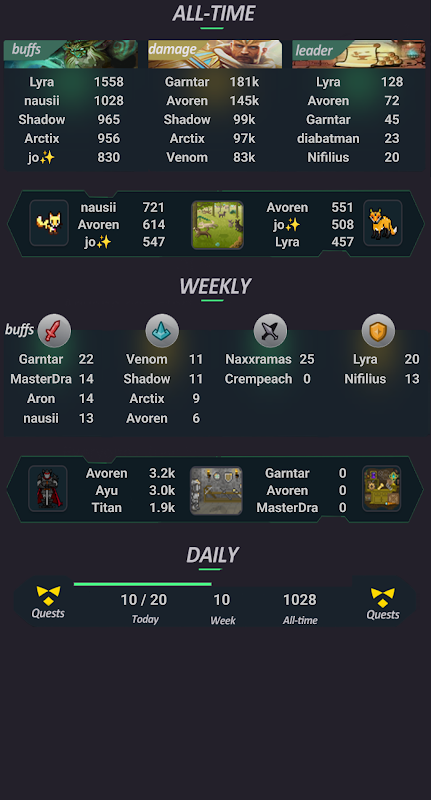 ALL-TIME
buffs damage leader
Lyra 1558 Garntar 181k Lyra 128
nausii 1028 Avoren 145k Avoren 72
Shadow 965 Shadow 99k Garntar 45
Arctix 956 Arctix 97k diabatman 23
jo✨ 830 Venom 83k Nifilius 20
nausii 721 Avoren 551
Avoren 614 jo✨ 508
jo✨ 547 Lyra 457
WEEKLY
buffs
Garntar 22 Venom 11 Naxxramas 25 Lyra 20
MasterDra 14 Shadow 11 Crempeach 0 Nifilius 13
Aron 14 Arctix 9
nausii 13 Avoren 6
Avoren 3.2k Garntar 0
Ayu 3.0k Avoren 0
Titan 1.9k MasterDra 0
DAILY
10 / 20 10 1028
Quests Today Week All-time Quests